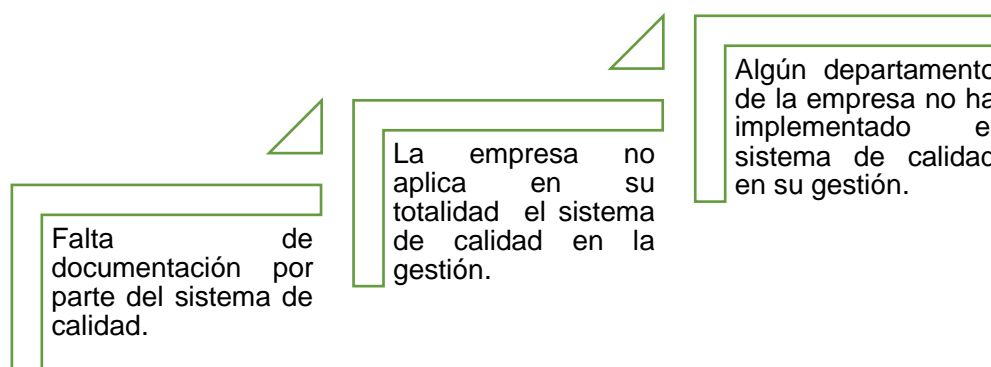 Falta de
documentación por
parte del sistema de
calidad.
La empresa no
aplica en su
totalidad el sistema
de calidad en la
gestión.
Algún departamento
de la empresa no ha
implementado e
sistema de calidad
en su gestión.